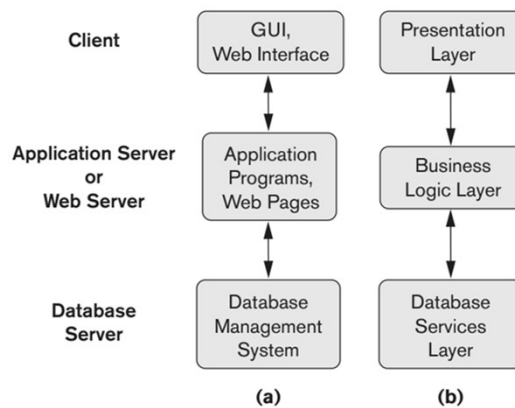 Client
GUI,
Web Interface
Presentation
Layer
Application Server
or
Web Server
Application
Programs,
Web Pages
Business
Logic Layer
Database
Server
Database
Management
System
Database
Services
Layer
(a)
(b)